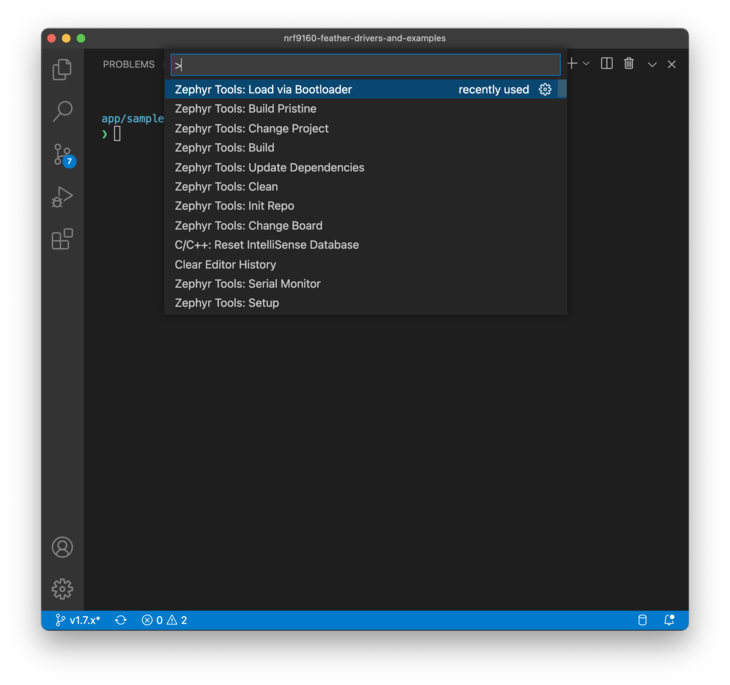 nrf9160-feather-drivers-and-examples
PROBLEMS
>
Zephyr Tools: Load via Bootloader recently used
Zephyr Tools: Build Pristine
Zephyr Tools: Change Project
app/sample
Zephyr Tools: Build
Zephyr Tools: Update Dependencies
Zephyr Tools: Clean
Zephyr Tools: Init Repo
Zephyr Tools: Change Board
C/C++: Reset IntelliSense Database
Clear Editor History
Zephyr Tools: Serial Monitor
Zephyr Tools: Setup
7
v1.7.x* 0 2